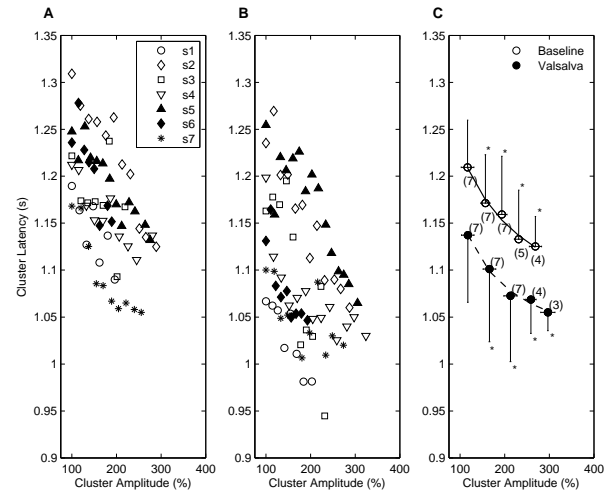 A
B
C
1.35
1.3
1.25
1.2
1.15
1.1
1.05
1
0.95
0.9
Cluster Latency (s)
100 200 300 400
Cluster Amplitude (%)
s1
s2
s3
s4
s5
s6
s7
1.35
1.3
1.25
1.2
1.15
1.1
1.05
1
0.95
0.9
100 200 300 400
Cluster Amplitude (%)
1.35
1.3
1.25
1.2
1.15
1.1
1.05
1
0.95
0.9
100 200 300 400
Cluster Amplitude (%)
Baseline
Valsalva
* * * *
(7)
(7)
(7)
(5)
(4)
(7)
(7)
(7)
(4)
(3)
* * * *